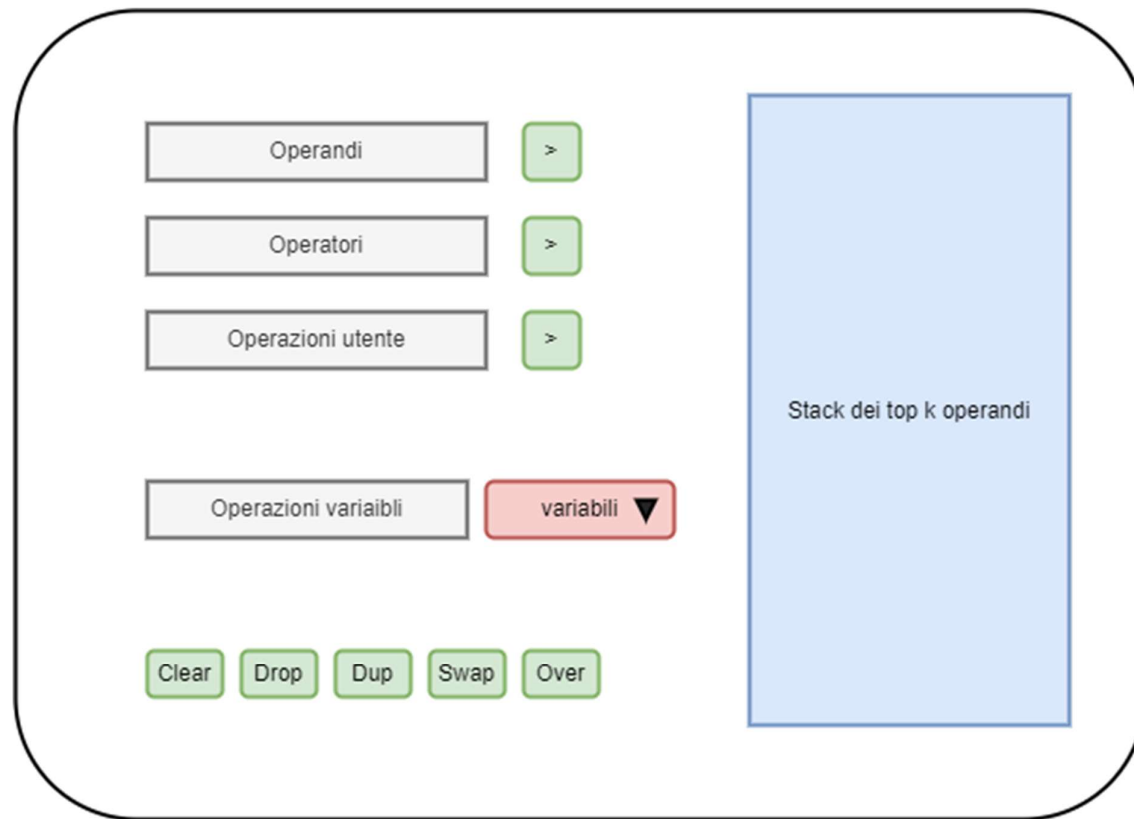 Operandi
>
Operatori
>
Operazioni utente
>
Operazioni variaibli
variabili
Clear
Drop
Dup
Swap
Over
Stack dei top k operandi